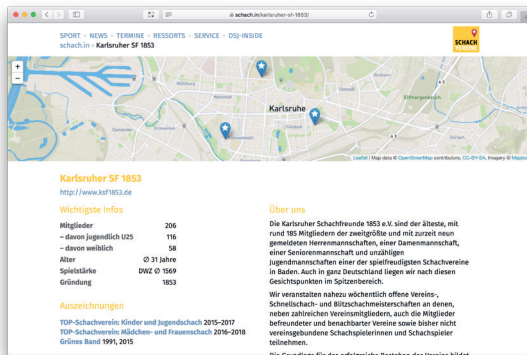 schach.in/karlsruher-sf-1853/
SPORT · NEWS · TERMINE · RESSORTS · SERVICE · DSJ-INSIDE
schach.in » Karlsruher SF 1853
SCHACH
+
−
Karlsruhe
Leaflet | Map data © OpenStreetMap contributors, CC-BY-SA, Imagery © Mapbox
Karlsruher SF 1853
http://www.ksf1853.de
Wichtigste Infos
Mitglieder 206
– davon jugendlich U25 116
– davon weiblich 58
Alter Ø 31 Jahre
Spielstärke DWZ Ø 1569
Gründung 1853
Auszeichnungen
TOP-Schachverein: Kinder und Jugendschach 2015–2017
TOP-Schachverein: Mädchen- und Frauenschach 2016–2018
Grünes Band 1991, 2015
Über uns
Die Karlsruher Schachfreunde 1853 e.V. sind der älteste, mit
rund 185 Mitgliedern der zweitgrößte und mit zurzeit neun
gemeldeten Herrenmannschaften, einer Damenmannschaft,
einer Seniorenmannschaft und unzähligen
Jugendmannschaften einer der spielfreudigsten Schachvereine
in Baden. Auch in ganz Deutschland liegen wir nach diesen
Gesichtspunkten im Spitzenbereich.
Wir veranstalten nahezu wöchentlich offene Vereins-,
Schnellschach- und Blitzschachmeisterschaften an denen,
neben zahlreichen Vereinsmitgliedern, auch die Mitglieder
befreundeter und benachbarter Vereine sowie bisher nicht
vereinsgebundene Schachspielerinnen und Schachspieler
teilnehmen.